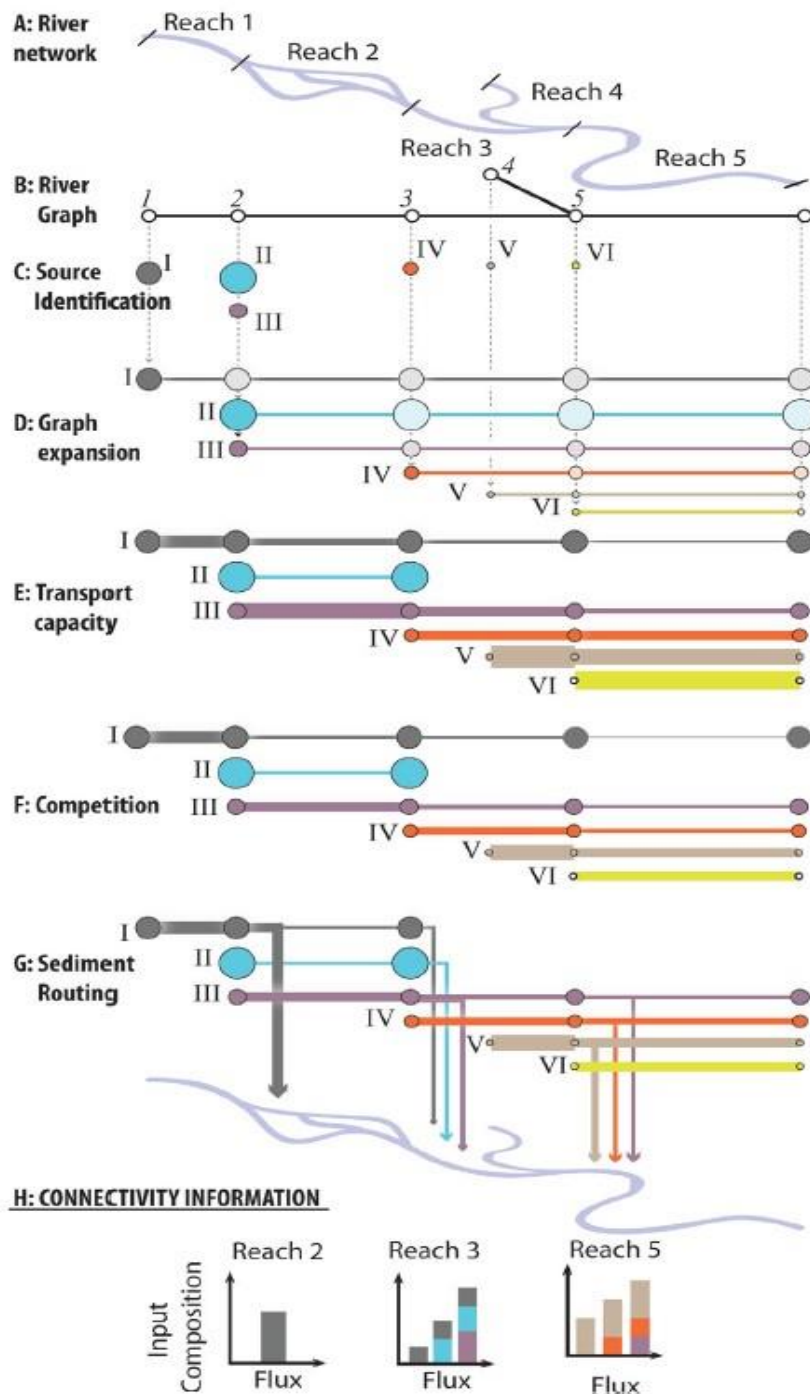 Reach 1
A: River
network
Reach 2
Reach 4
Reach 3
Reach 5
B: River
Graph
1 2 3 4 5
C: Source
Identification
I II III IV V VI
D: Graph
expansion
I
II
III
IV
V
VI
E: Transport
capacity
I
II
III
IV
V
VI
F: Competition
I
II
III
IV
V
VI
G: Sediment
Routing
I
II
III
IV
V
VI
H: CONNECTIVITY INFORMATION
Reach 2 Reach 3 Reach 5
Input
Composition
Flux Flux Flux